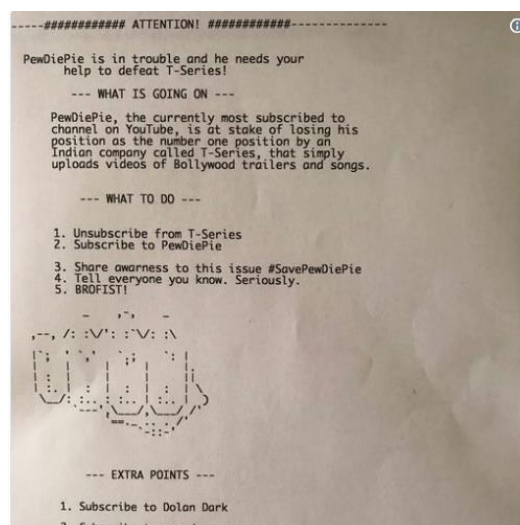 -----############ ATTENTION! ############---------------
PewDiePie is in trouble and he needs your
help to defeat T-Series!
--- WHAT IS GOING ON ---
PewDiePie, the currently most subscribed to
channel on YouTube, is at stake of losing his
position as the number one position by an
Indian company called T-Series, that simply
uploads videos of Bollywood trailers and songs.
--- WHAT TO DO ---
1. Unsubscribe from T-Series
2. Subscribe to PewDiePie
3. Share awarness to this issue #SavePewDiePie
4. Tell everyone you know. Seriously.
5. BROFIST!
--- EXTRA POINTS ---
1. Subscribe to Dolan Dark